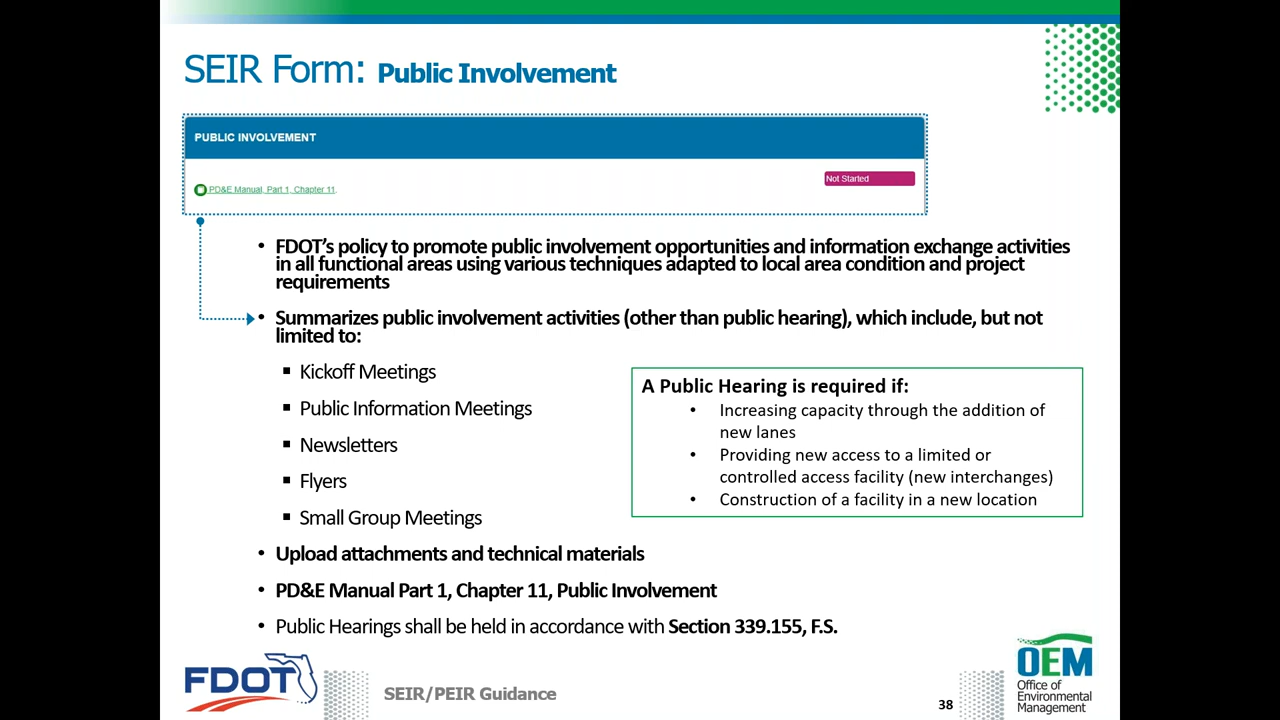 SEIR Form: Public Involvement
PUBLIC INVOLVEMENT
Not Started
PD&E Manual, Part 1, Chapter 11.
• FDOT's policy to promote public involvement opportunities and information exchange activities
in all functional areas using various techniques adapted to local area condition and project
requirements
• Summarizes public involvement activities (other than public hearing), which include, but not
limited to:
▪ Kickoff Meetings
▪ Public Information Meetings
▪ Newsletters
▪ Flyers
▪ Small Group Meetings
A Public Hearing is required if:
• Increasing capacity through the addition of
new lanes
• Providing new access to a limited or
controlled access facility (new interchanges)
• Construction of a facility in a new location
• Upload attachments and technical materials
• PD&E Manual Part 1, Chapter 11, Public Involvement
• Public Hearings shall be held in accordance with Section 339.155, F.S.
FDOT
SEIR/PEIR Guidance
38
OEM
Office of
Environmental
Management